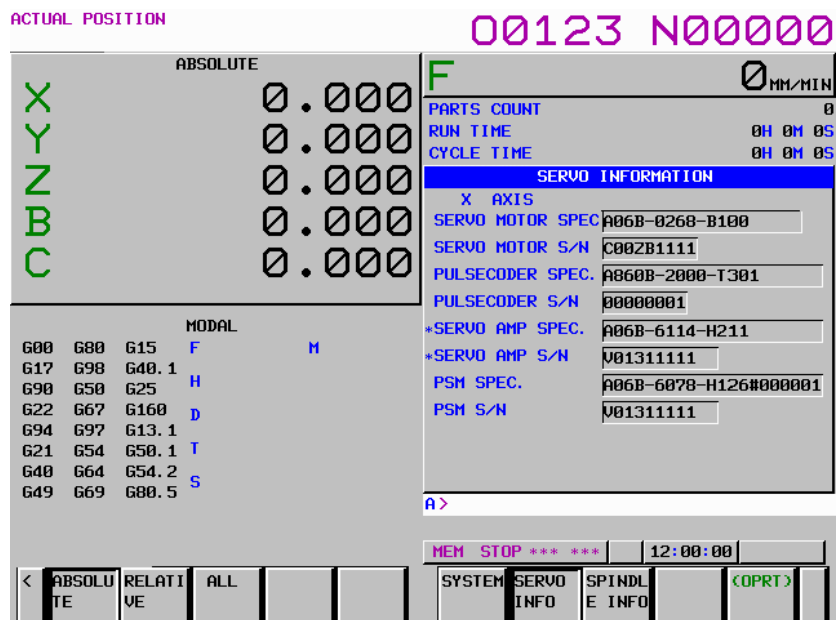 ACTUAL POSITION
O0123 N00000
ABSOLUTE
X 0.000
Y 0.000
Z 0.000
B 0.000
C 0.000
F 0 MM/MIN
PARTS COUNT 0
RUN TIME 0H 0M 0S
CYCLE TIME 0H 0M 0S
SERVO INFORMATION
X AXIS
SERVO MOTOR SPEC A06B-0268-B100
SERVO MOTOR S/N C00ZB1111
PULSECODER SPEC. A860B-2000-T301
PULSECODER S/N 00000001
*SERVO AMP SPEC. A06B-6114-H211
*SERVO AMP S/N V01311111
PSM SPEC. A06B-6078-H126#000001
PSM S/N V01311111
MODAL
G00 G80 G15 F M
G17 G98 G40.1
G90 G50 G25 H
G22 G67 G160 D
G94 G97 G13.1
G21 G54 G50.1 T
G40 G64 G54.2 S
G49 G69 G80.5
A>
MEM STOP *** *** 12:00:00
< ABSOLUTE RELATIVE ALL SYSTEM SERVO INFO SPINDLE INFO (OPRT)